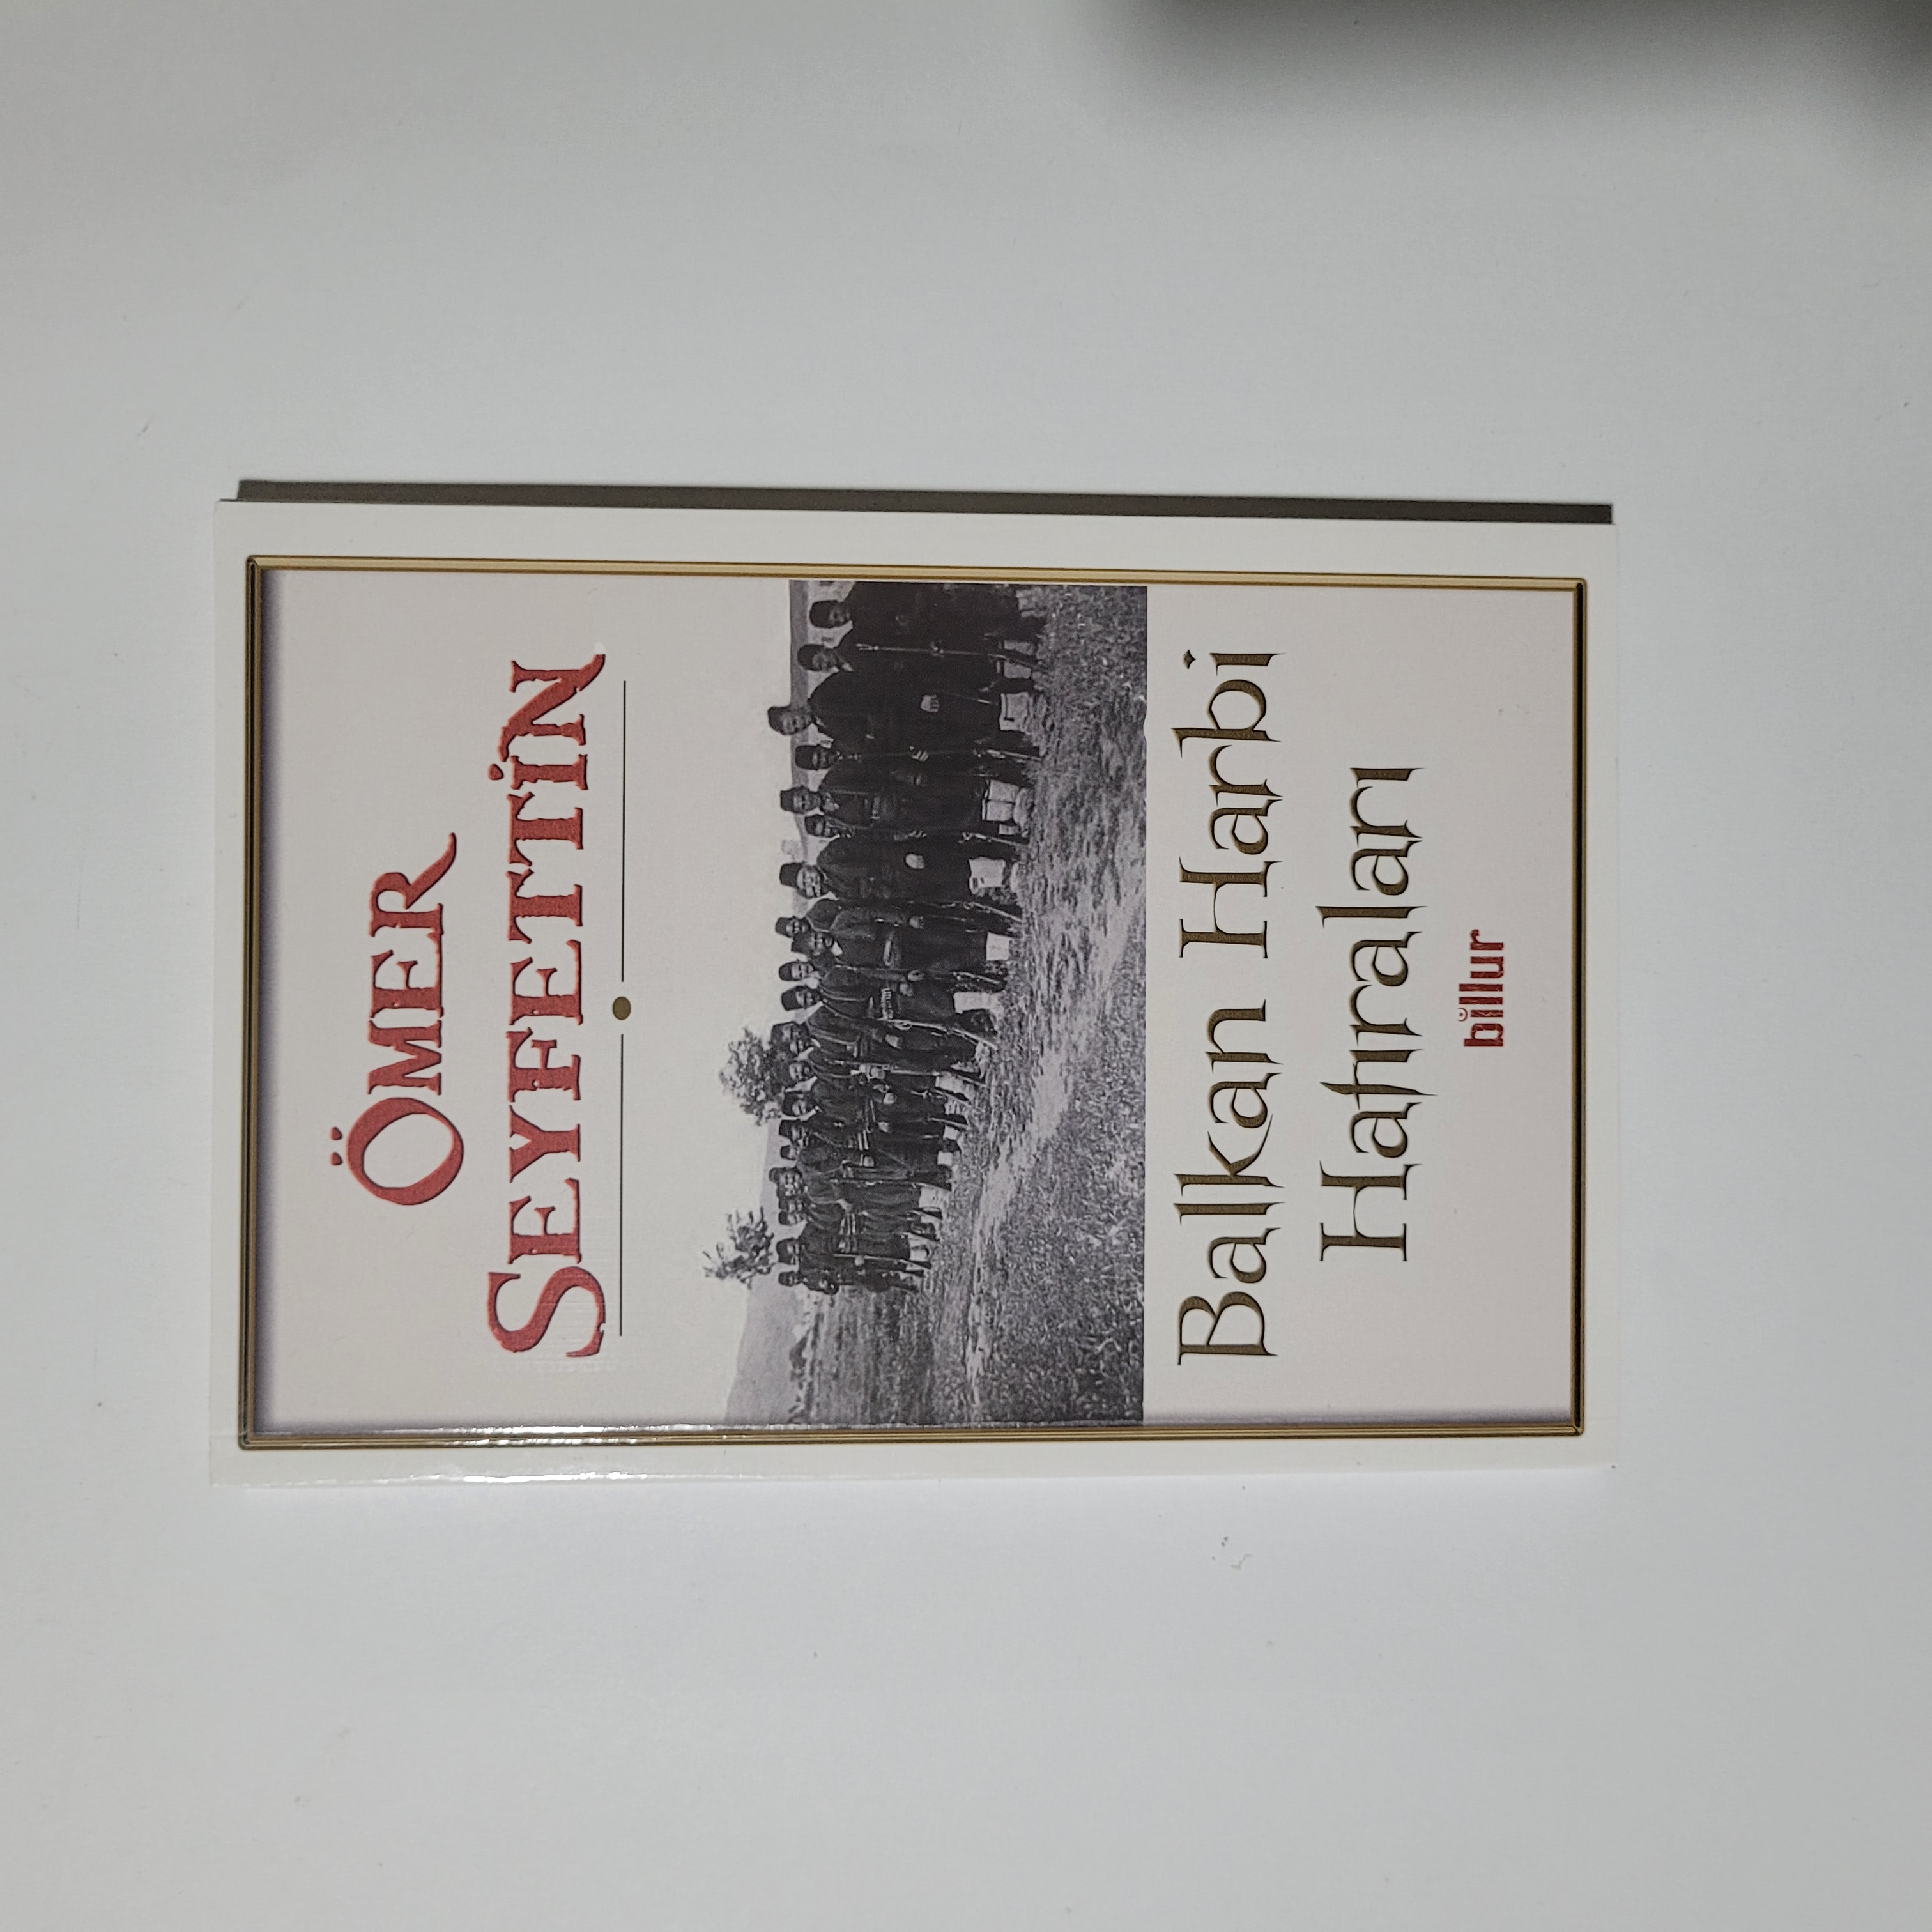 ÖMER
SEYFETTİN
Balkan Harbi
Hatıraları
billur